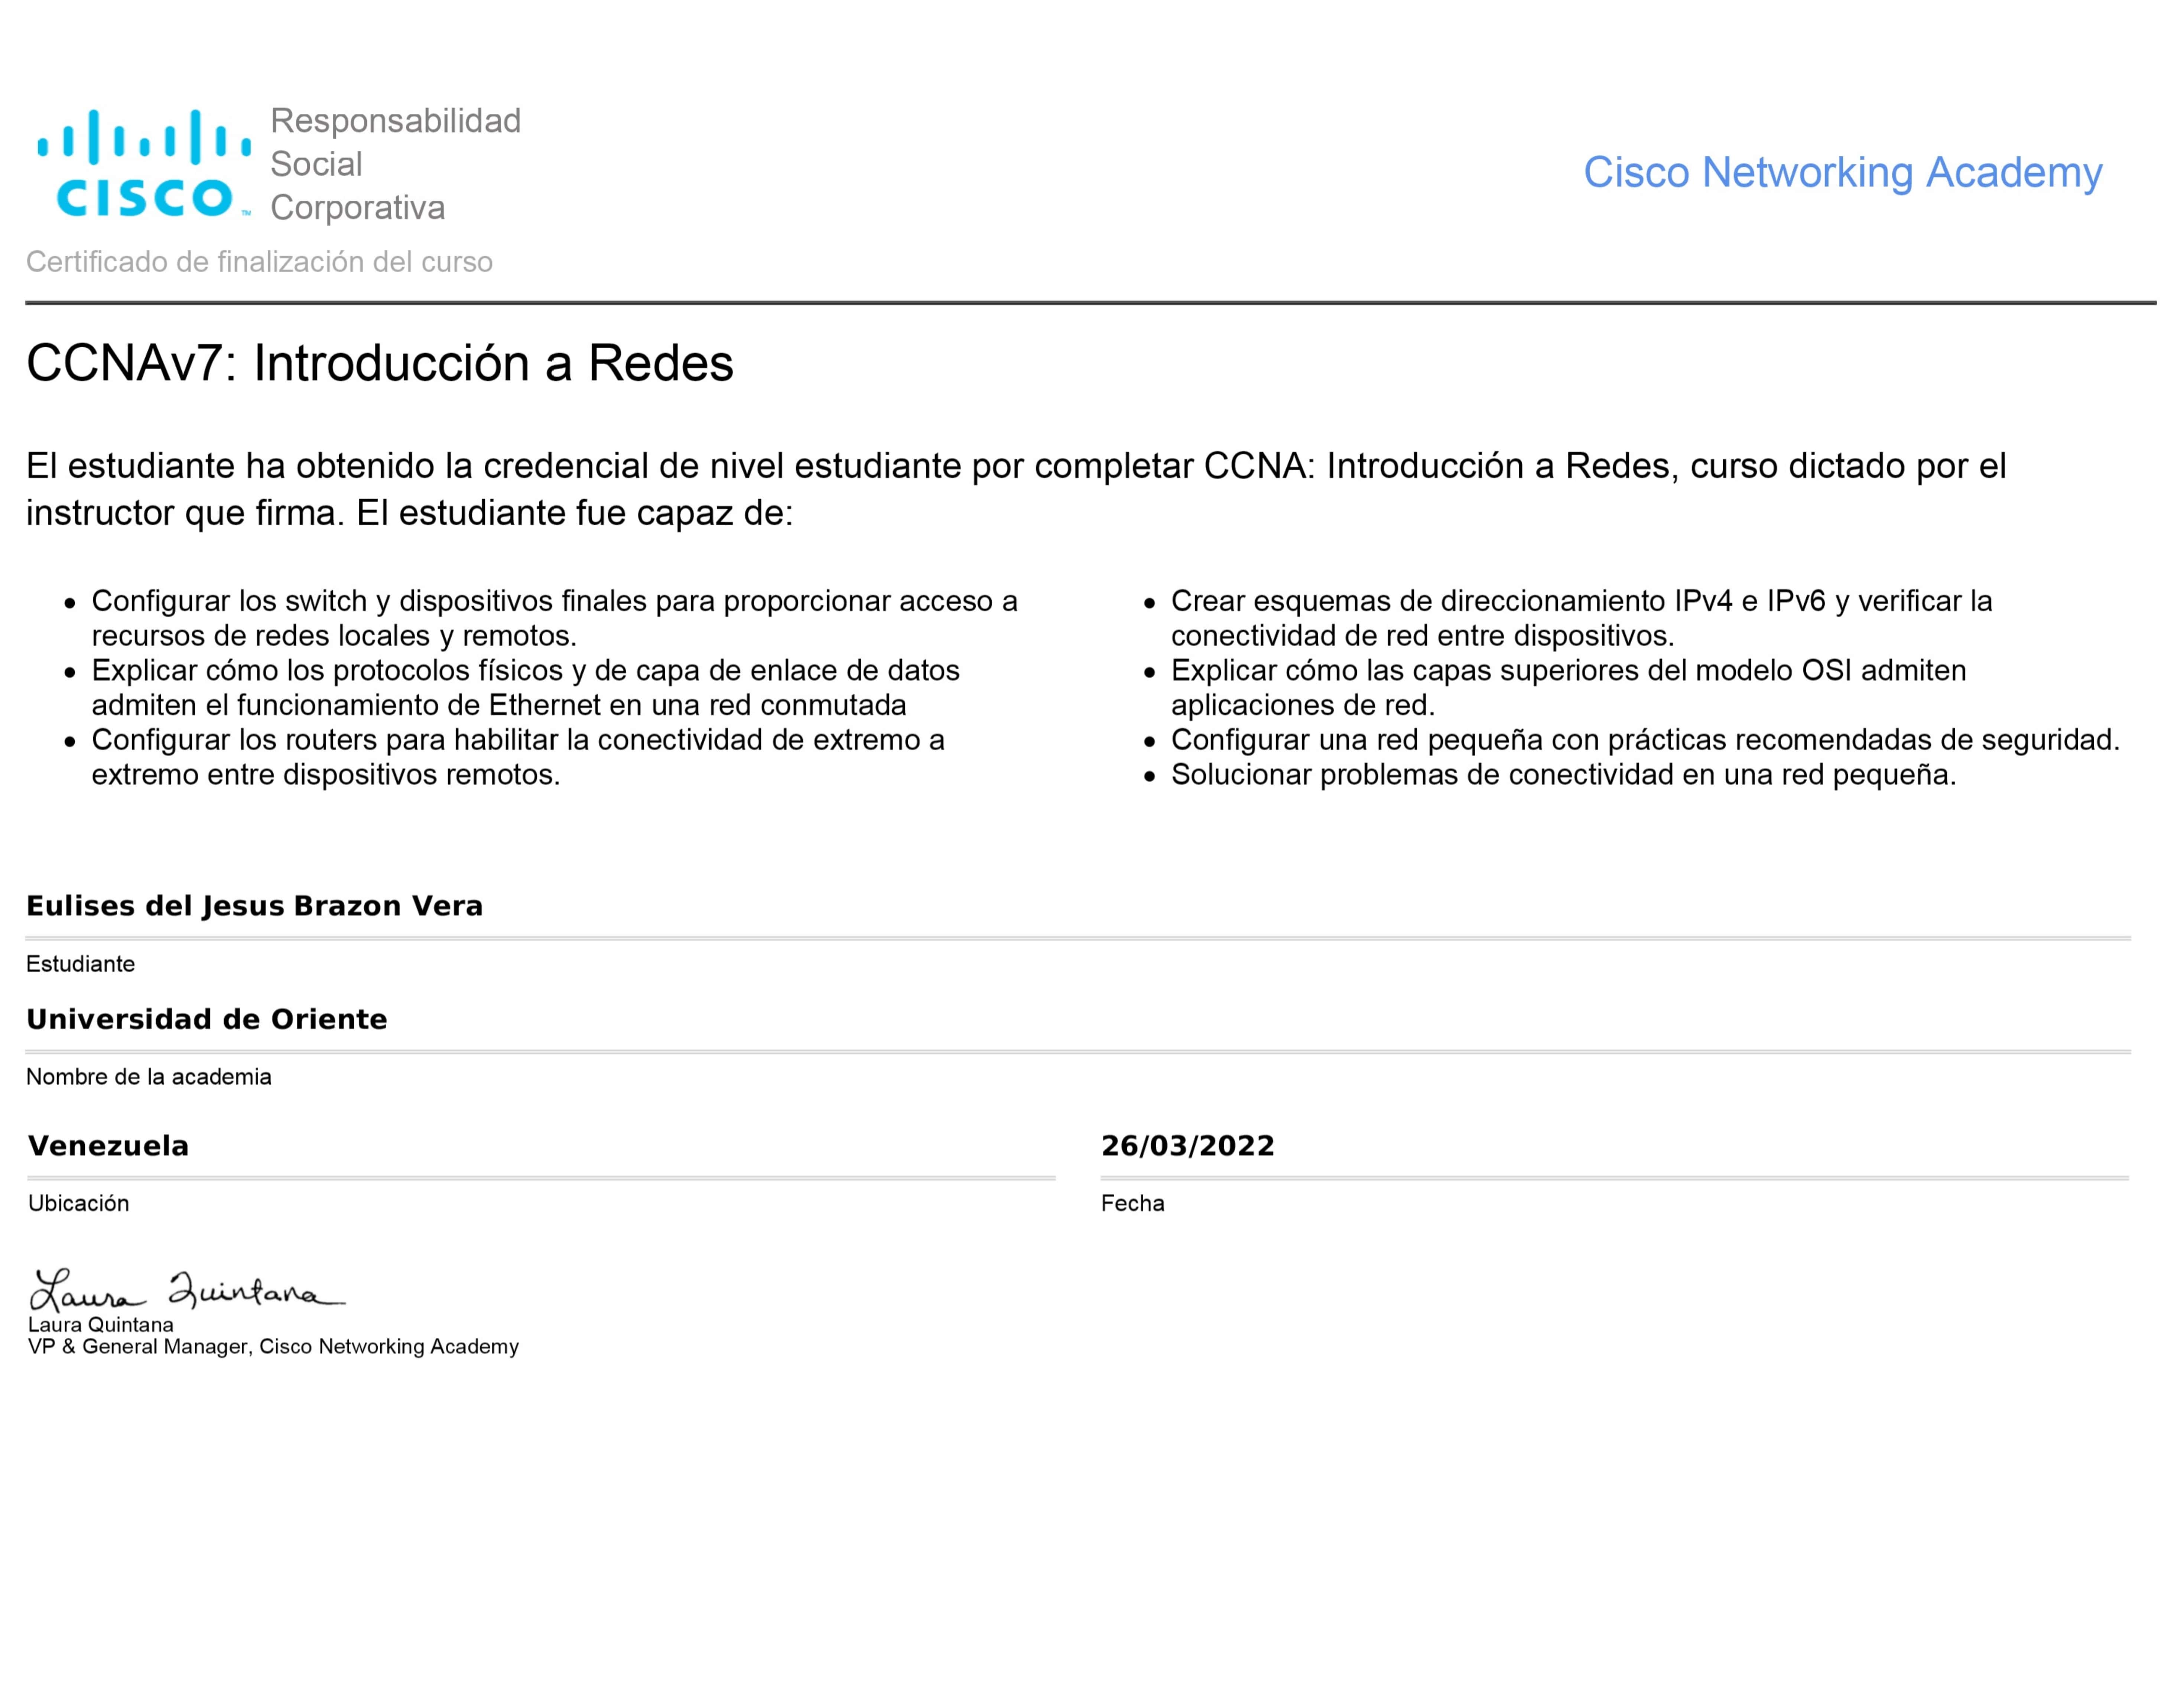 Responsabilidad
Social
Corporativa
CISCO™
Cisco Networking Academy
Certificado de finalización del curso
CCNAv7: Introducción a Redes
El estudiante ha obtenido la credencial de nivel estudiante por completar CCNA: Introducción a Redes, curso dictado por el
instructor que firma. El estudiante fue capaz de:
• Configurar los switch y dispositivos finales para proporcionar acceso a
recursos de redes locales y remotos.
• Explicar cómo los protocolos físicos y de capa de enlace de datos
admiten el funcionamiento de Ethernet en una red conmutada
• Configurar los routers para habilitar la conectividad de extremo a
extremo entre dispositivos remotos.
• Crear esquemas de direccionamiento IPv4 e IPv6 y verificar la
conectividad de red entre dispositivos.
• Explicar cómo las capas superiores del modelo OSI admiten
aplicaciones de red.
• Configurar una red pequeña con prácticas recomendadas de seguridad.
• Solucionar problemas de conectividad en una red pequeña.
Eulises del Jesus Brazon Vera
Estudiante
Universidad de Oriente
Nombre de la academia
Venezuela
Ubicación
26/03/2022
Fecha
Laura Quintana
Laura Quintana
VP & General Manager, Cisco Networking Academy